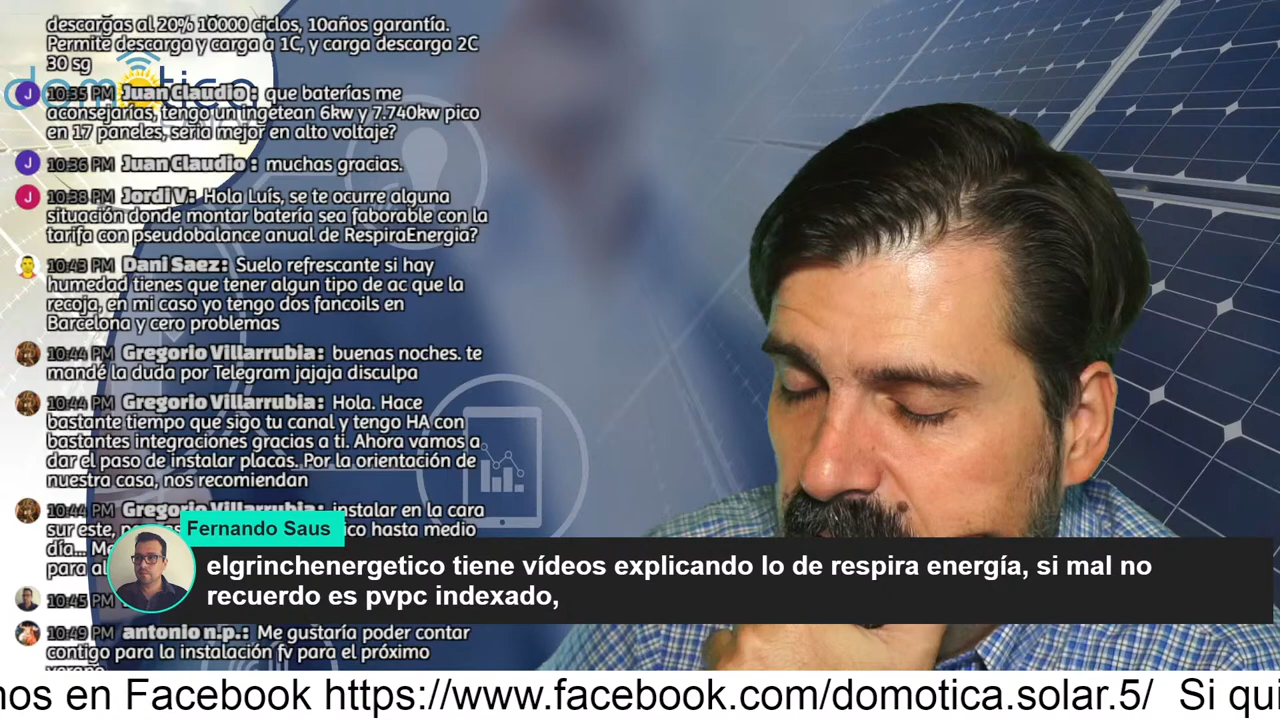 descargas al 20% 10000 ciclos, 10años garantía.
Permite descarga y carga a 1C, y carga descarga 2C
30 sg
domotica
J 10:35 PM Juan Claudio : que baterías me
aconsejarías, tengo un ingetean 6kw y 7.740kw pico
en 17 paneles, sería mejor en alto voltaje?
J 10:36 PM Juan Claudio : muchas gracias.
J 10:38 PM Jordi V: Hola Luís, se te ocurre alguna
situación donde montar batería sea faborable con la
tarifa con pseudobalance anual de RespiraEnergia?
10:43 PM Dani Saez: Suelo refrescante si hay
humedad tienes que tener algun tipo de ac que la
recoja, en mi caso yo tengo dos fancoils en
Barcelona y cero problemas
10:44 PM Gregorio Villarrubia: buenas noches. te
mandé la duda por Telegram jajaja disculpa
10:44 PM Gregorio Villarrubia: Hola. Hace
bastante tiempo que sigo tu canal y tengo HA con
bastantes integraciones gracias a ti. Ahora vamos a
dar el paso de instalar placas. Por la orientación de
nuestra casa, nos recomiendan
10:44 PM Gregorio Villarrubia: instalar en la cara
sur este, hasta medio
día...
para
Fernando Saus
elgrinchenergetico tiene vídeos explicando lo de respira energía, si mal no
recuerdo es pvpc indexado,
10:45 PM
10:49 PM antonio n.p.: Me gustaría poder contar
contigo para la instalación fv para el próximo
verano
nos en Facebook https://www.facebook.com/domotica.solar.5/ Si qui